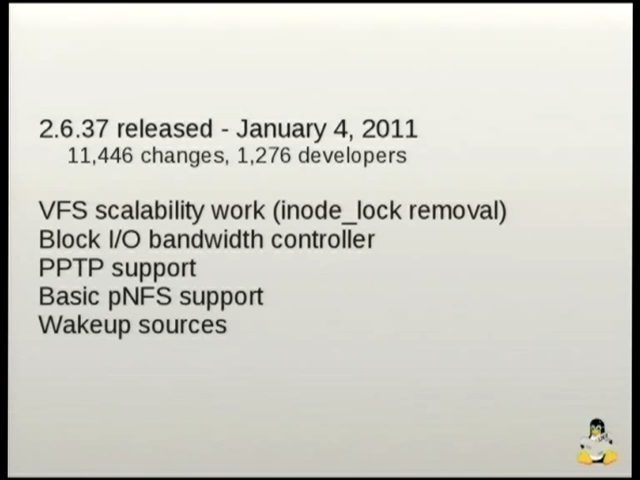 2.6.37 released - January 4, 2011
11,446 changes, 1,276 developers
VFS scalability work (inode_lock removal)
Block I/O bandwidth controller
PPTP support
Basic pNFS support
Wakeup sources